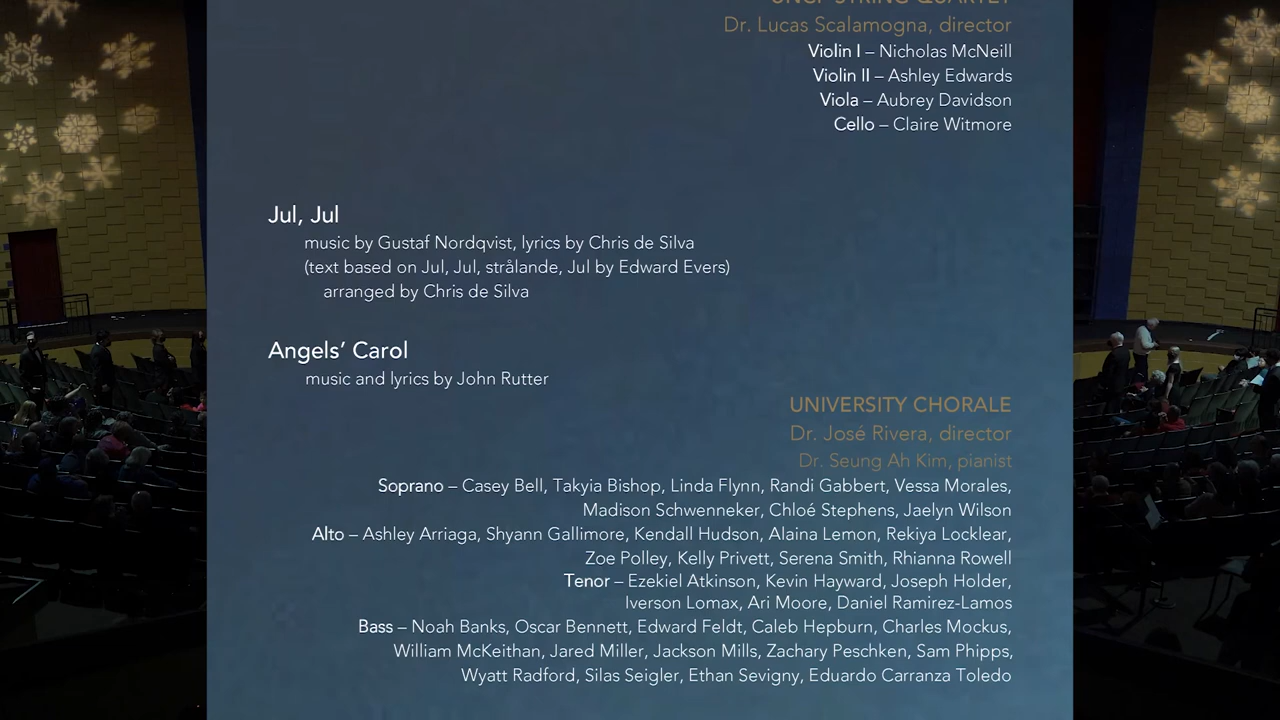 UNCP STRING QUARTET
Dr. Lucas Scalamogna, director
Violin I – Nicholas McNeill
Violin II – Ashley Edwards
Viola – Aubrey Davidson
Cello – Claire Witmore
Jul, Jul
music by Gustaf Nordqvist, lyrics by Chris de Silva
(text based on Jul, Jul, strålande, Jul by Edward Evers)
arranged by Chris de Silva
Angels’ Carol
music and lyrics by John Rutter
UNIVERSITY CHORALE
Dr. José Rivera, director
Dr. Seung Ah Kim, pianist
Soprano – Casey Bell, Takyia Bishop, Linda Flynn, Randi Gabbert, Vessa Morales,
Madison Schwenneker, Chloé Stephens, Jaelyn Wilson
Alto – Ashley Arriaga, Shyann Gallimore, Kendall Hudson, Alaina Lemon, Rekiya Locklear,
Zoe Polley, Kelly Privett, Serena Smith, Rhianna Rowell
Tenor – Ezekiel Atkinson, Kevin Hayward, Joseph Holder,
Iverson Lomax, Ari Moore, Daniel Ramirez-Lamos
Bass – Noah Banks, Oscar Bennett, Edward Feldt, Caleb Hepburn, Charles Mockus,
William McKeithan, Jared Miller, Jackson Mills, Zachary Peschken, Sam Phipps,
Wyatt Radford, Silas Seigler, Ethan Sevigny, Eduardo Carranza Toledo